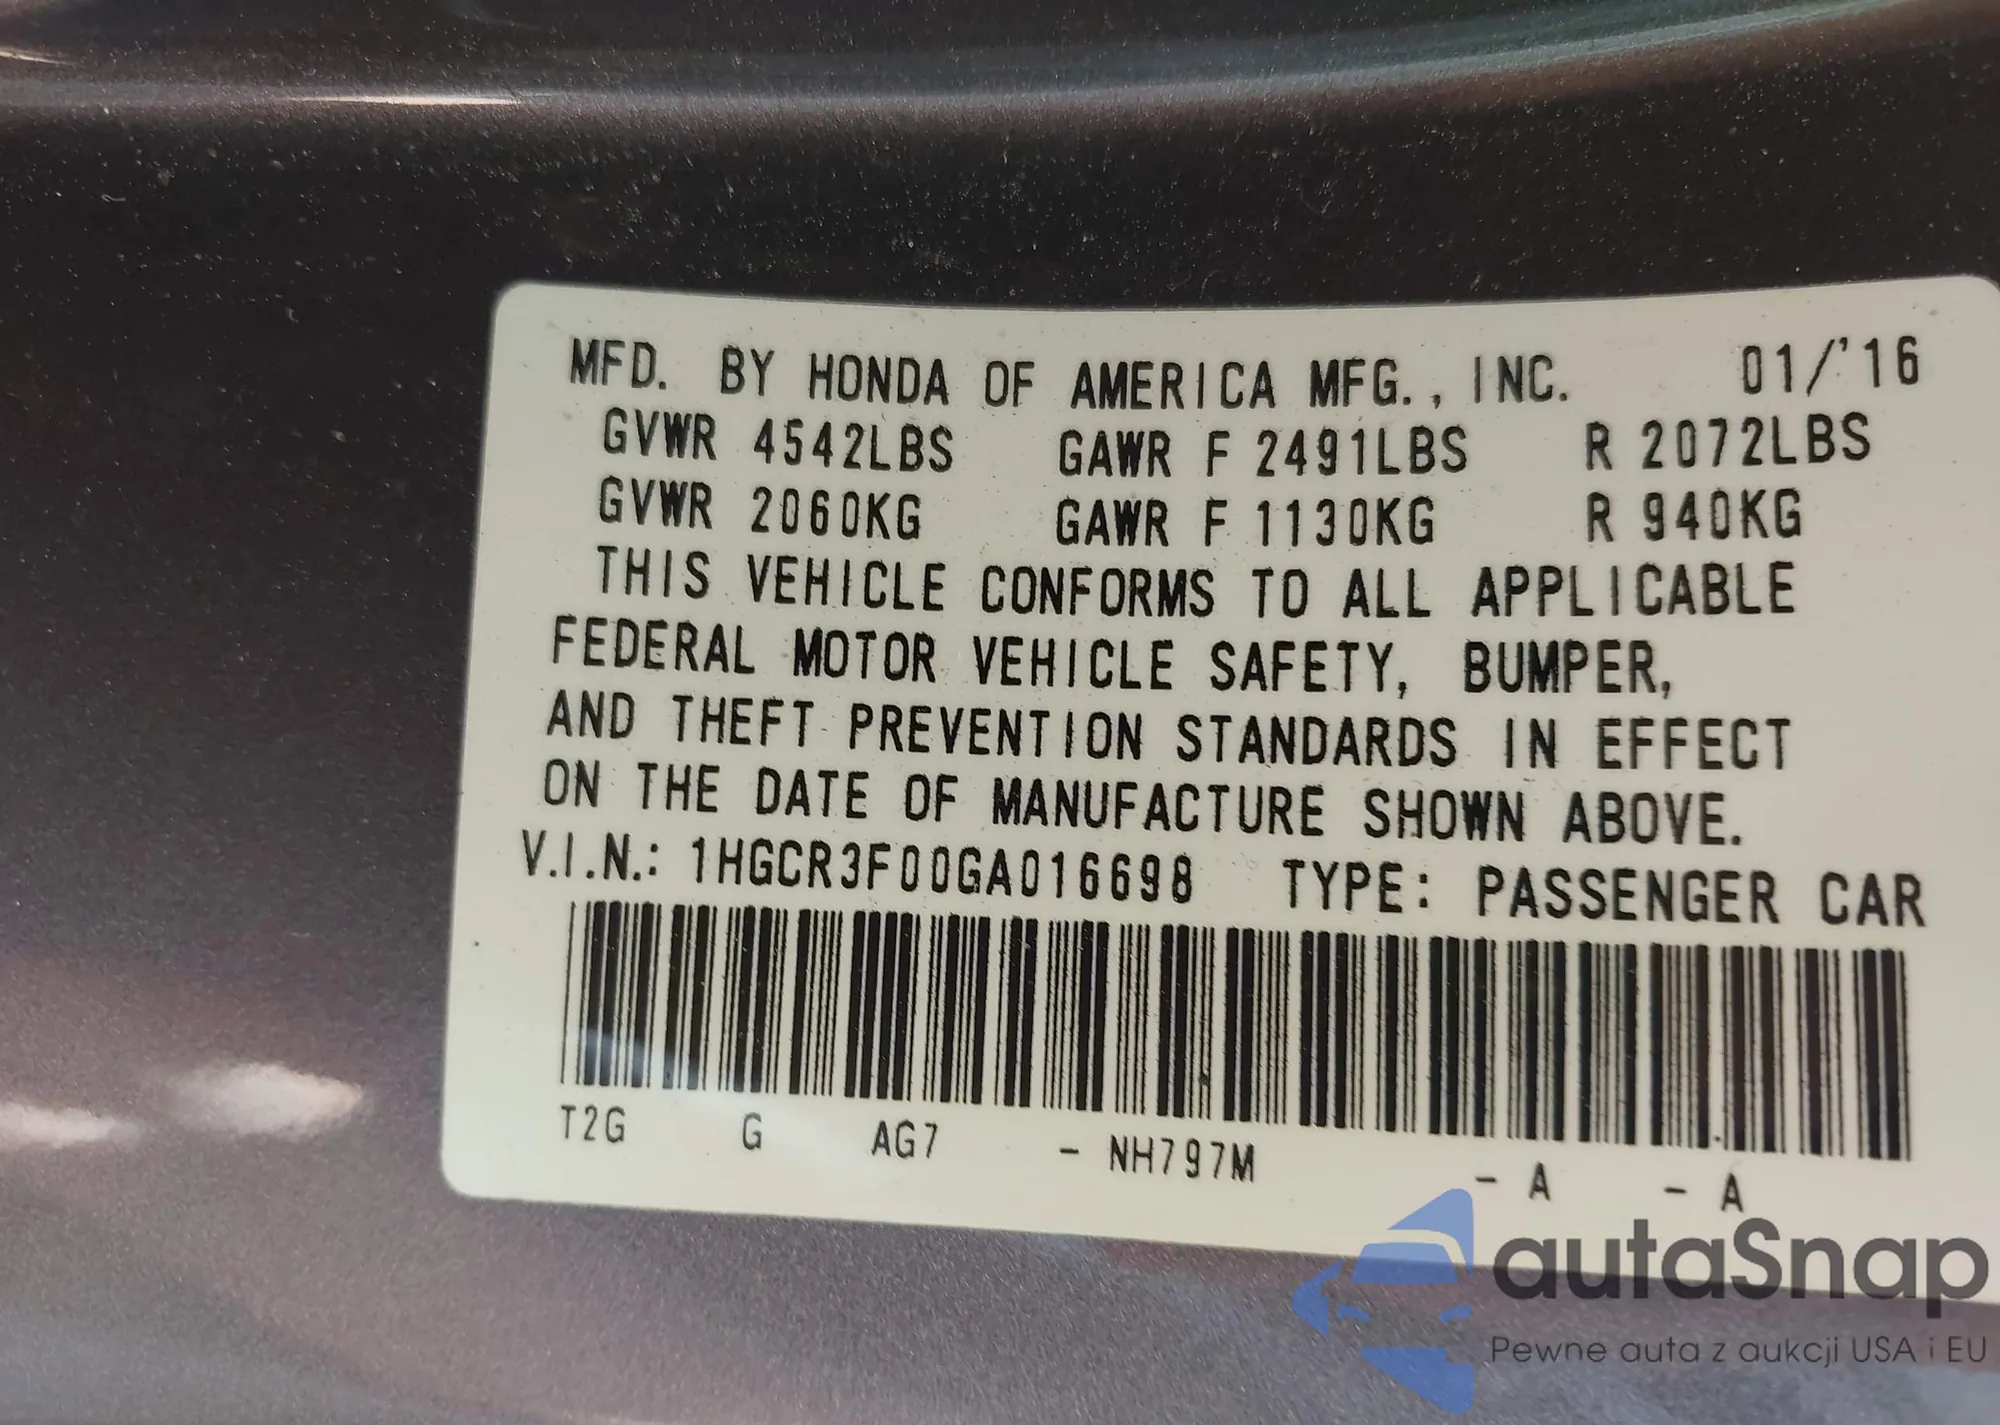 MFD. BY HONDA OF AMERICA MFG., INC. 01/'16
GVWR 4542LBS GAWR F 2491LBS R 2072LBS
GVWR 2060KG GAWR F 1130KG R 940KG
THIS VEHICLE CONFORMS TO ALL APPLICABLE
FEDERAL MOTOR VEHICLE SAFETY, BUMPER,
AND THEFT PREVENTION STANDARDS IN EFFECT
ON THE DATE OF MANUFACTURE SHOWN ABOVE.
V.I.N.: 1HGCR3F00GA016698 TYPE: PASSENGER CAR
T2G G AG7 - NH797M - A - A
autaSnap
Pewne auta z aukcji USA i EU